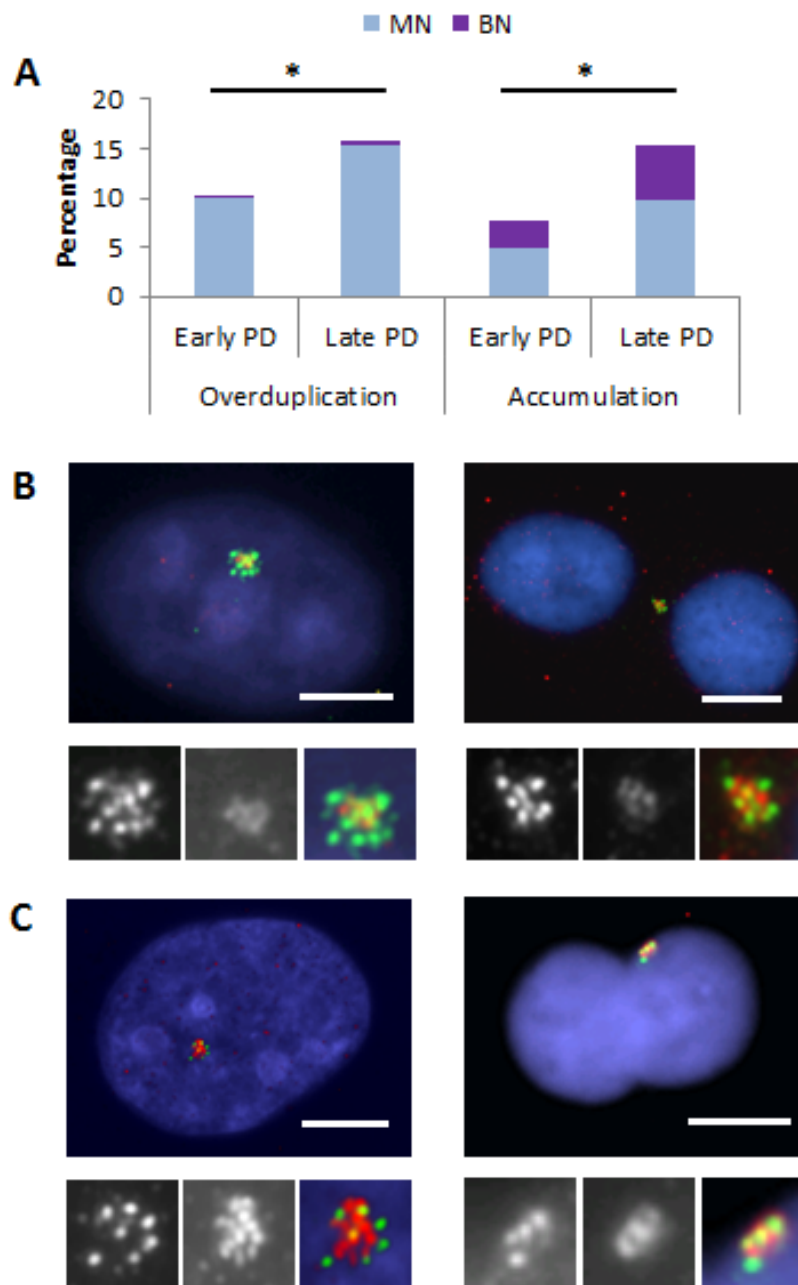 MN BN
A
* *
20
15
10
5
0
Percentage
Early PD Late PD Early PD Late PD
Overduplication Accumulation
B
C